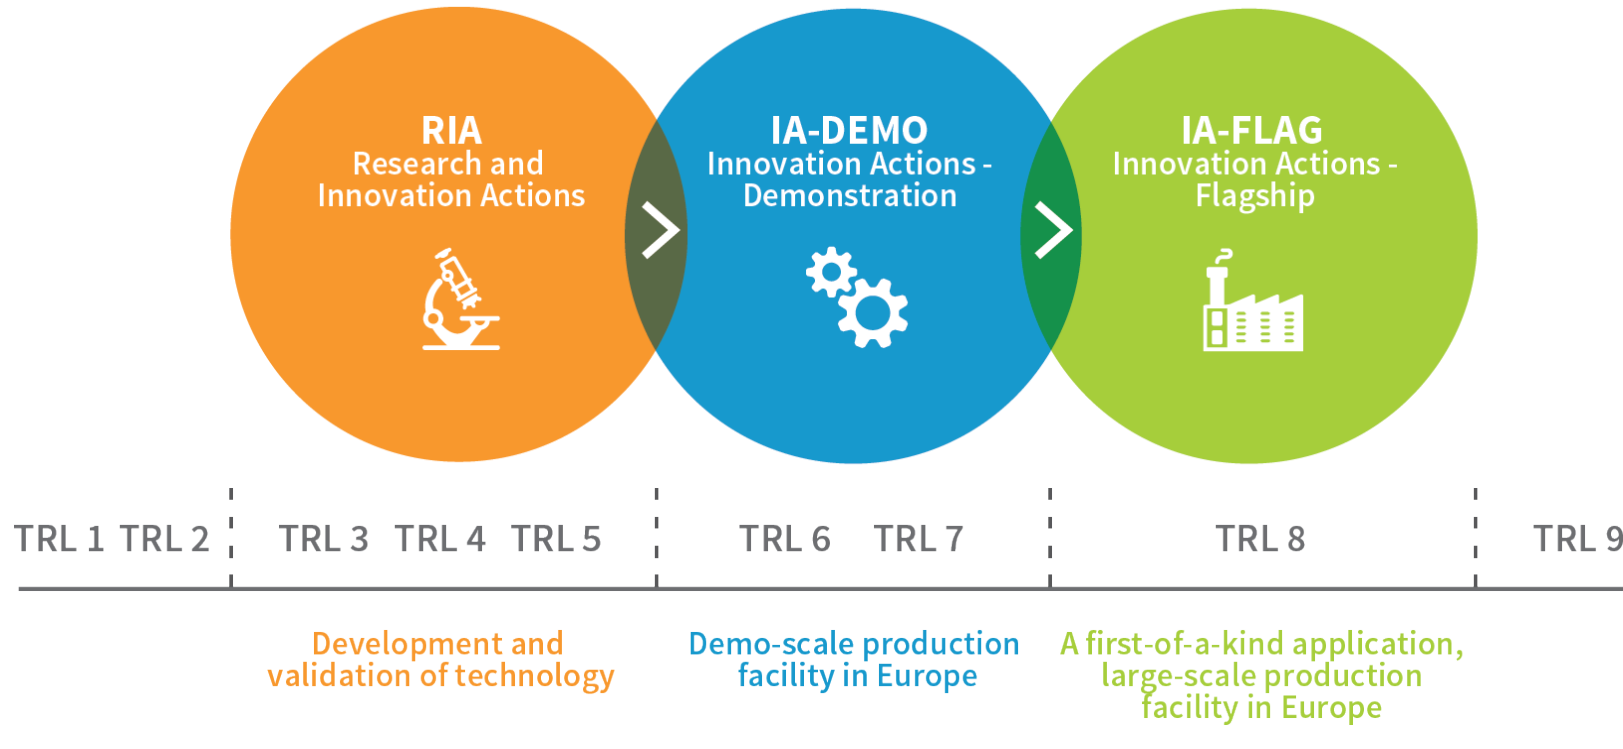 RIA
Research and
Innovation Actions
IA-DEMO
Innovation Actions -
Demonstration
IA-FLAG
Innovation Actions -
Flagship
TRL 1 TRL 2 TRL 3 TRL 4 TRL 5 TRL 6 TRL 7 TRL 8 TRL 9
Development and
validation of technology
Demo-scale production
facility in Europe
A first-of-a-kind application,
large-scale production
facility in Europe